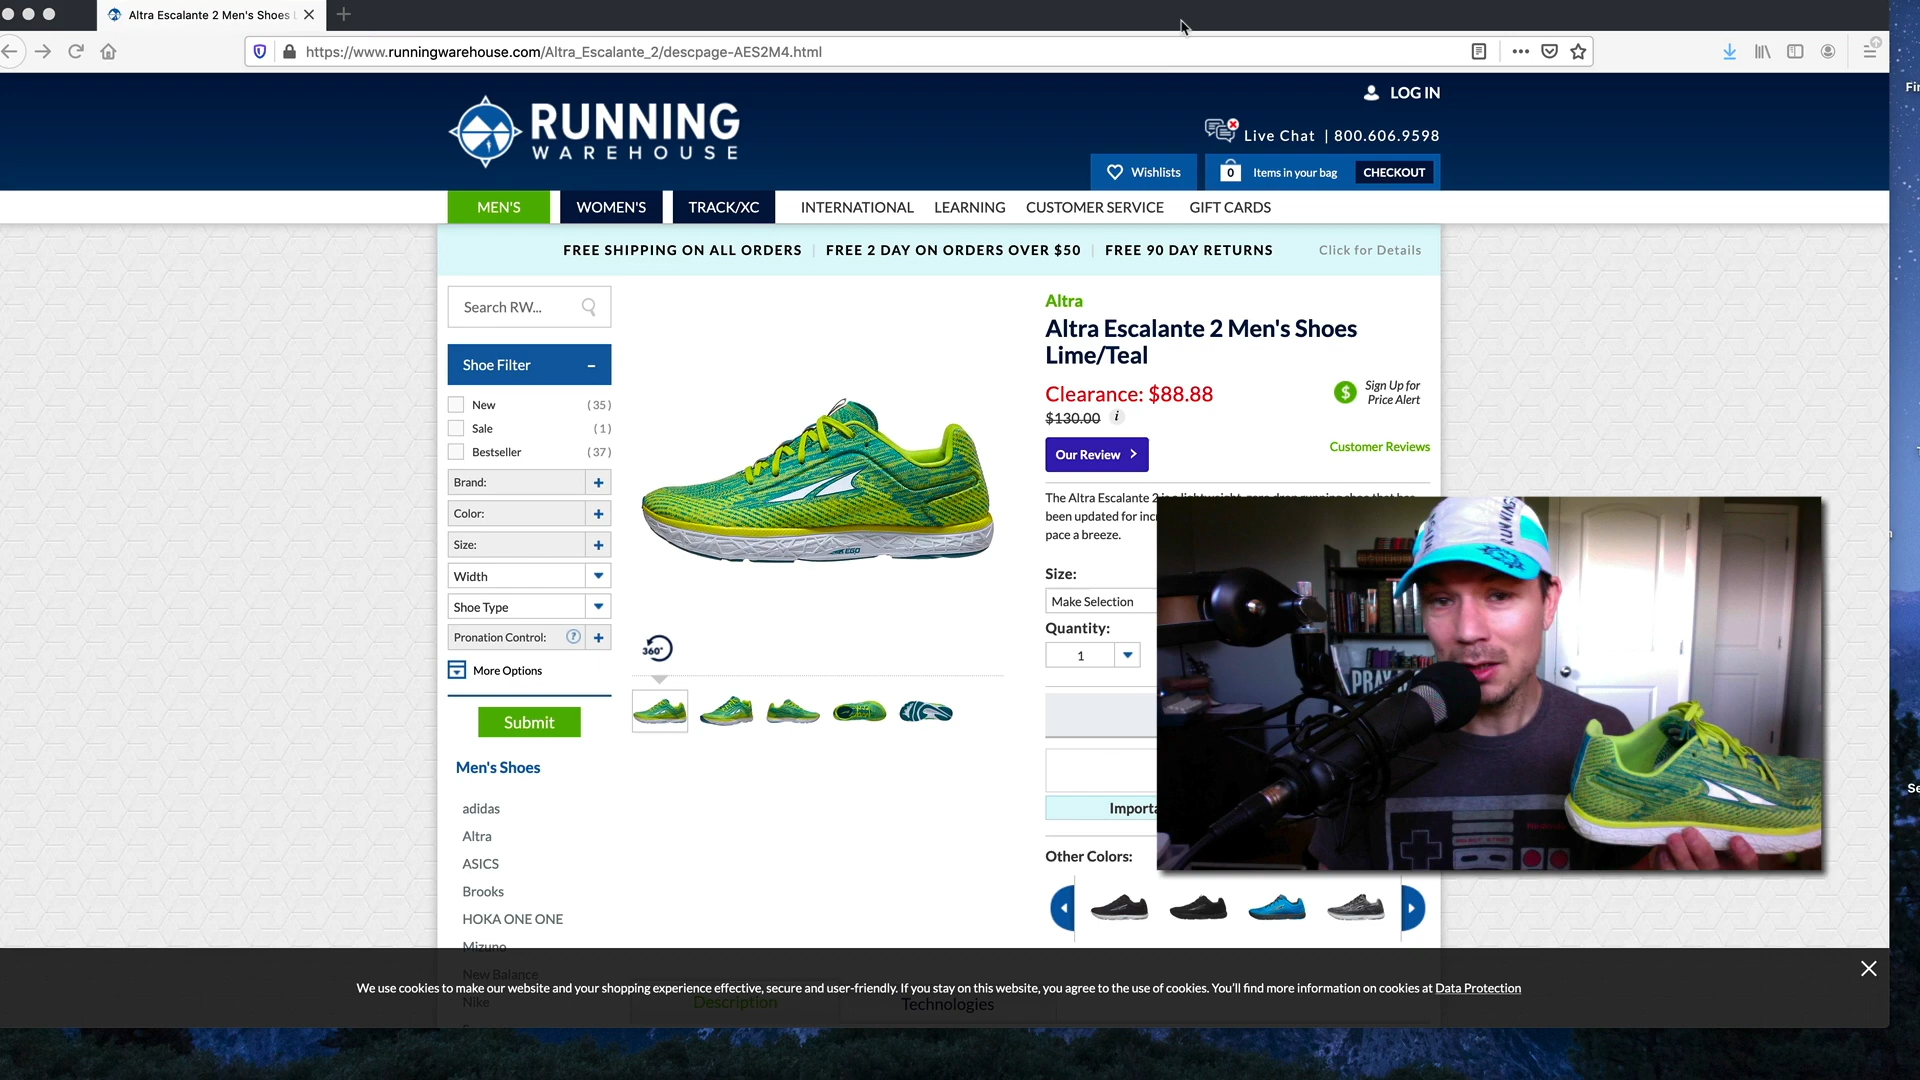 Altra Escalante 2 Men's Shoes
https://www.runningwarehouse.com/Altra_Escalante_2/descpage-AES2M4.html
Fi
LOG IN
RUNNING
WAREHOUSE
Live Chat | 800.606.9598
Wishlists
0 Items in your bag CHECKOUT
MEN'S WOMEN'S TRACK/XC INTERNATIONAL LEARNING CUSTOMER SERVICE GIFT CARDS
FREE SHIPPING ON ALL ORDERS | FREE 2 DAY ON ORDERS OVER $50 | FREE 90 DAY RETURNS Click for Details
Search RW...
Shoe Filter –
New (35)
Sale (1)
Bestseller (37)
Brand: +
Color: +
Size: +
Width
Shoe Type
Pronation Control: ? +
More Options
Submit
Men's Shoes
adidas
Altra
ASICS
Brooks
HOKA ONE ONE
Mizuno
New Balance
Nike
EGO
360°
Altra
Altra Escalante 2 Men's Shoes
Lime/Teal
Clearance: $88.88
$130.00 i
$ Sign Up for
Price Alert
Our Review >
Customer Reviews
The Altra Escalante 2 is a lightweight, zero drop running shoe that has
been updated for inc
pace a breeze.
Size:
Make Selection
Quantity:
1
Importa
Other Colors:
RUNNING
PRAY
Description
Technologies
We use cookies to make our website and your shopping experience effective, secure and user-friendly. If you stay on this website, you agree to the use of cookies. You'll find more information on cookies at Data Protection
Se